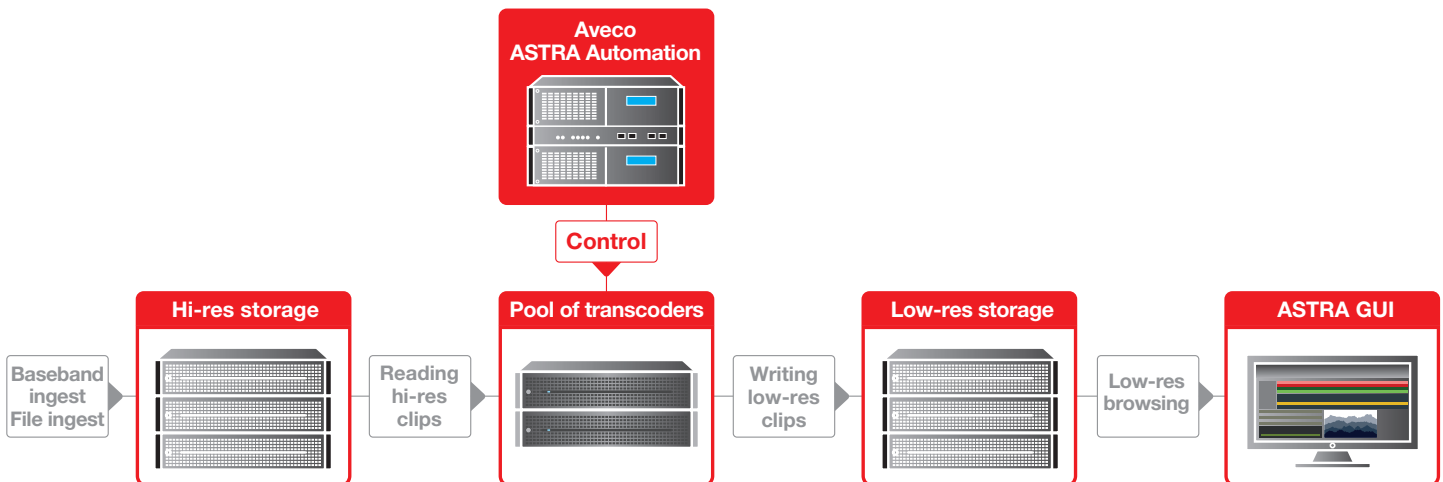 Aveco
ASTRA Automation
Control
Hi-res storage
Pool of transcoders
Low-res storage
ASTRA GUI
Baseband
ingest
File ingest
Reading
hi-res
clips
Writing
low-res
clips
Low-res
browsing